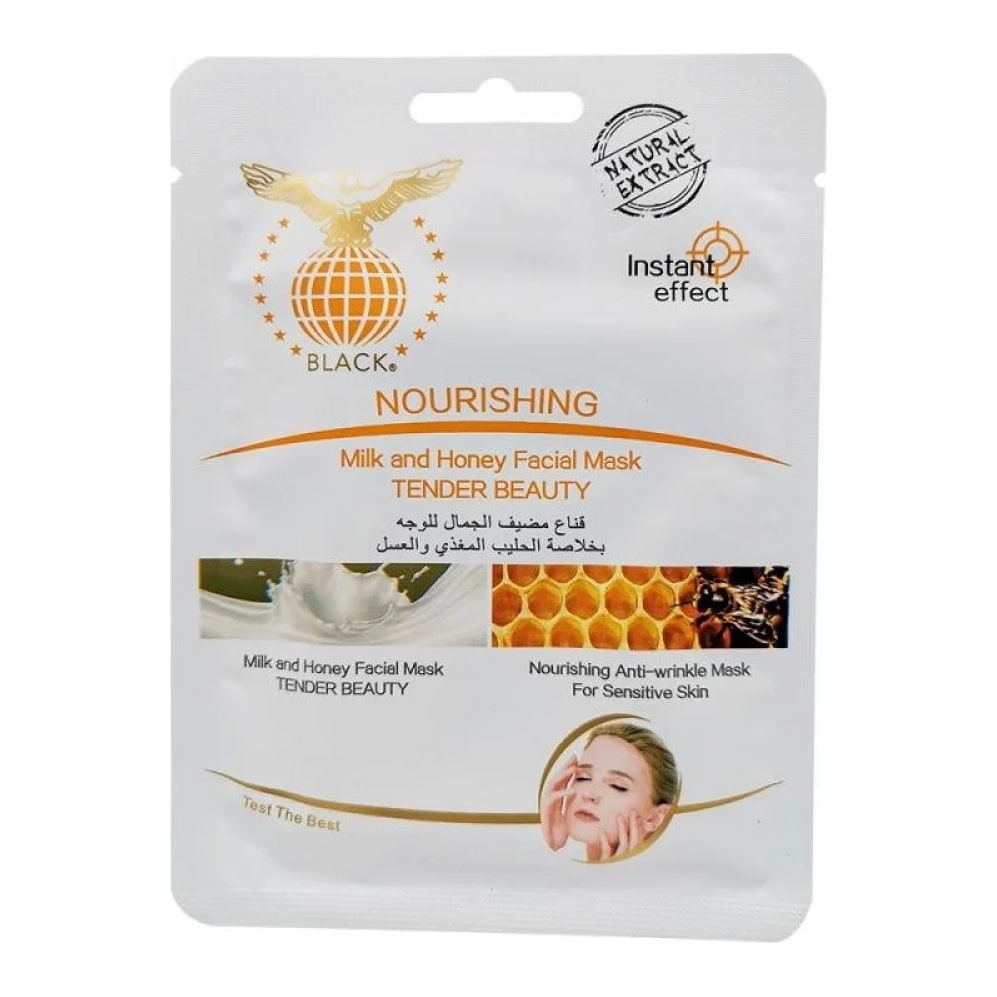 NATURAL
EXTRACT
Instant
effect
BLACK®
NOURISHING
Milk and Honey Facial Mask
TENDER BEAUTY
قناع مضيف الجمال للوجه
بخلاصة الحليب المغذي والعسل
Milk and Honey Facial Mask
TENDER BEAUTY
Nourishing Anti-wrinkle Mask
For Sensitive Skin
Test The Best